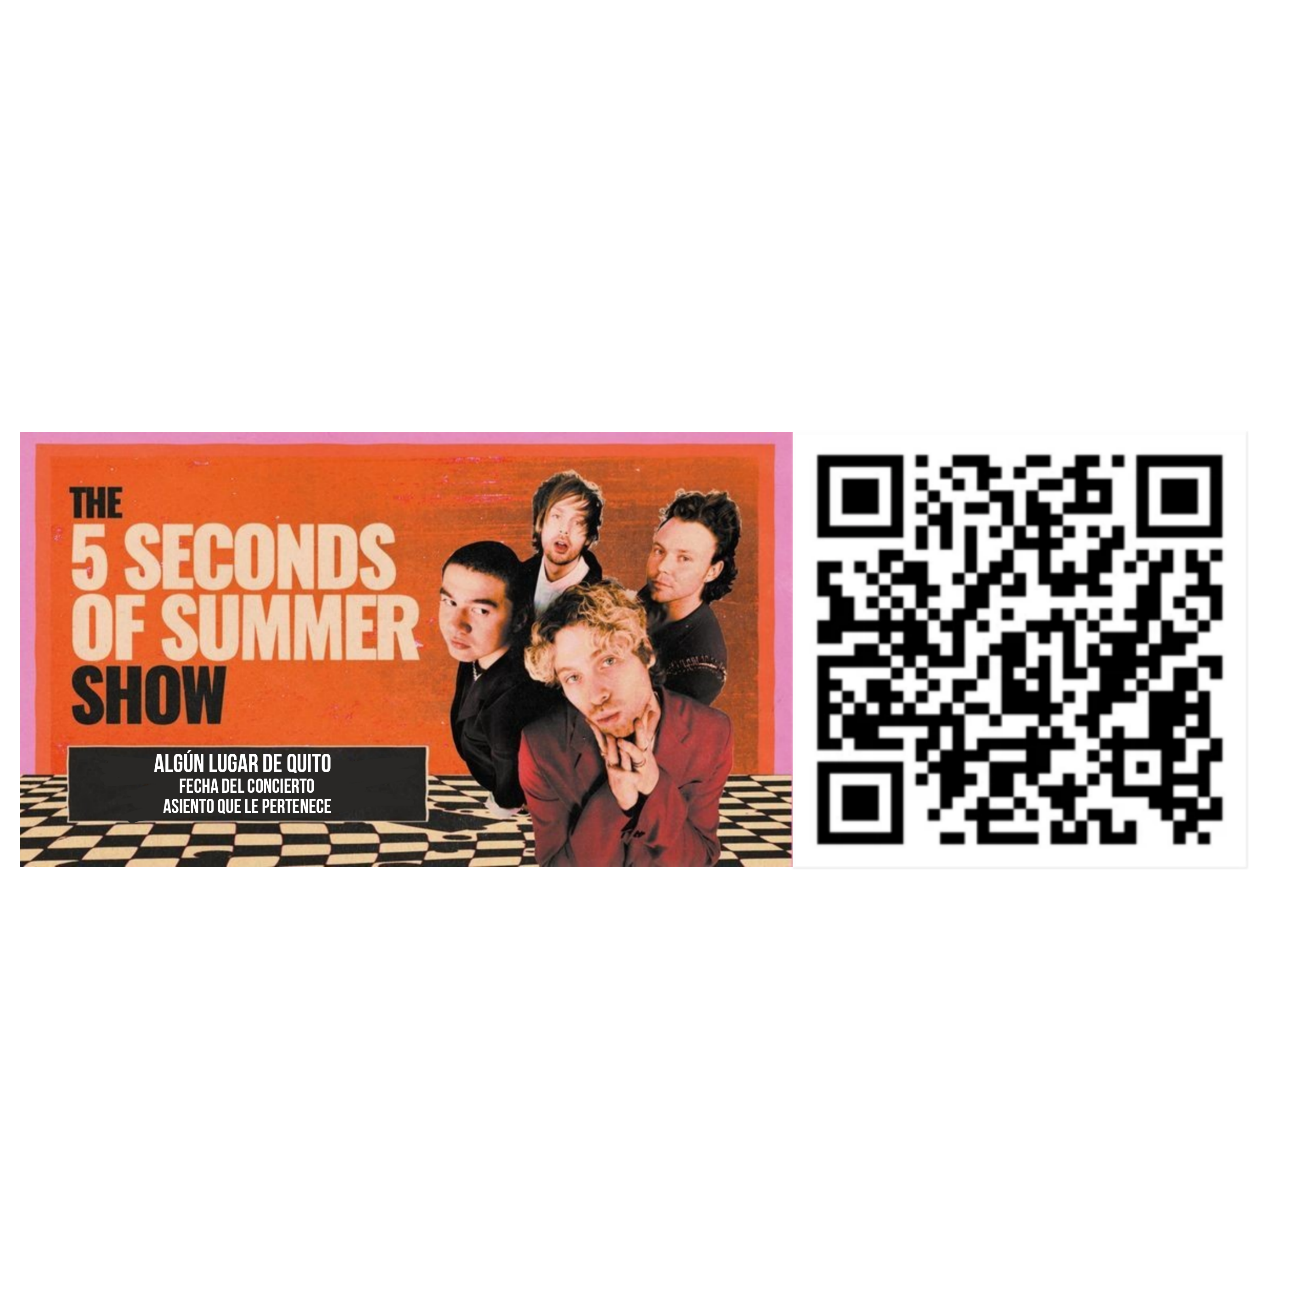 THE
5 SECONDS
OF SUMMER
SHOW
ALGÚN LUGAR DE QUITO
FECHA DEL CONCIERTO
ASIENTO QUE LE PERTENECE